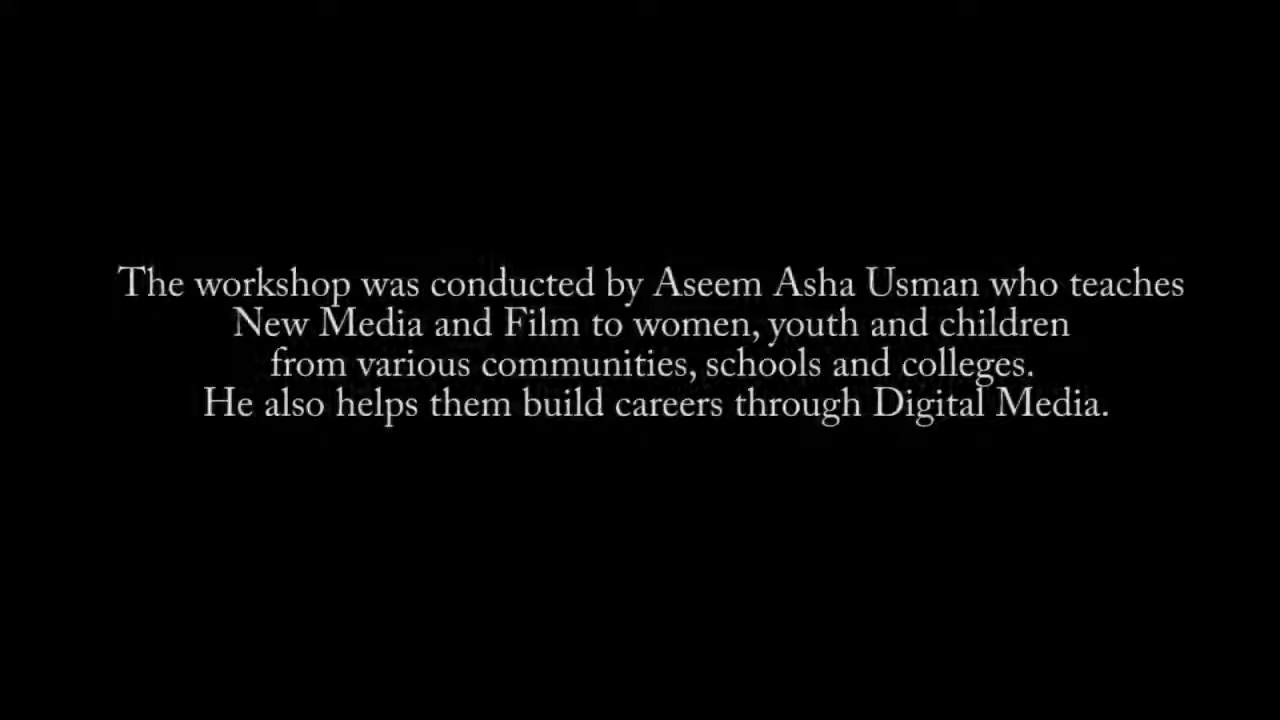 The workshop was conducted by Aseem Asha Usman who teaches
New Media and Film to women, youth and children
from various communities, schools and colleges.
He also helps them build careers through Digital Media.